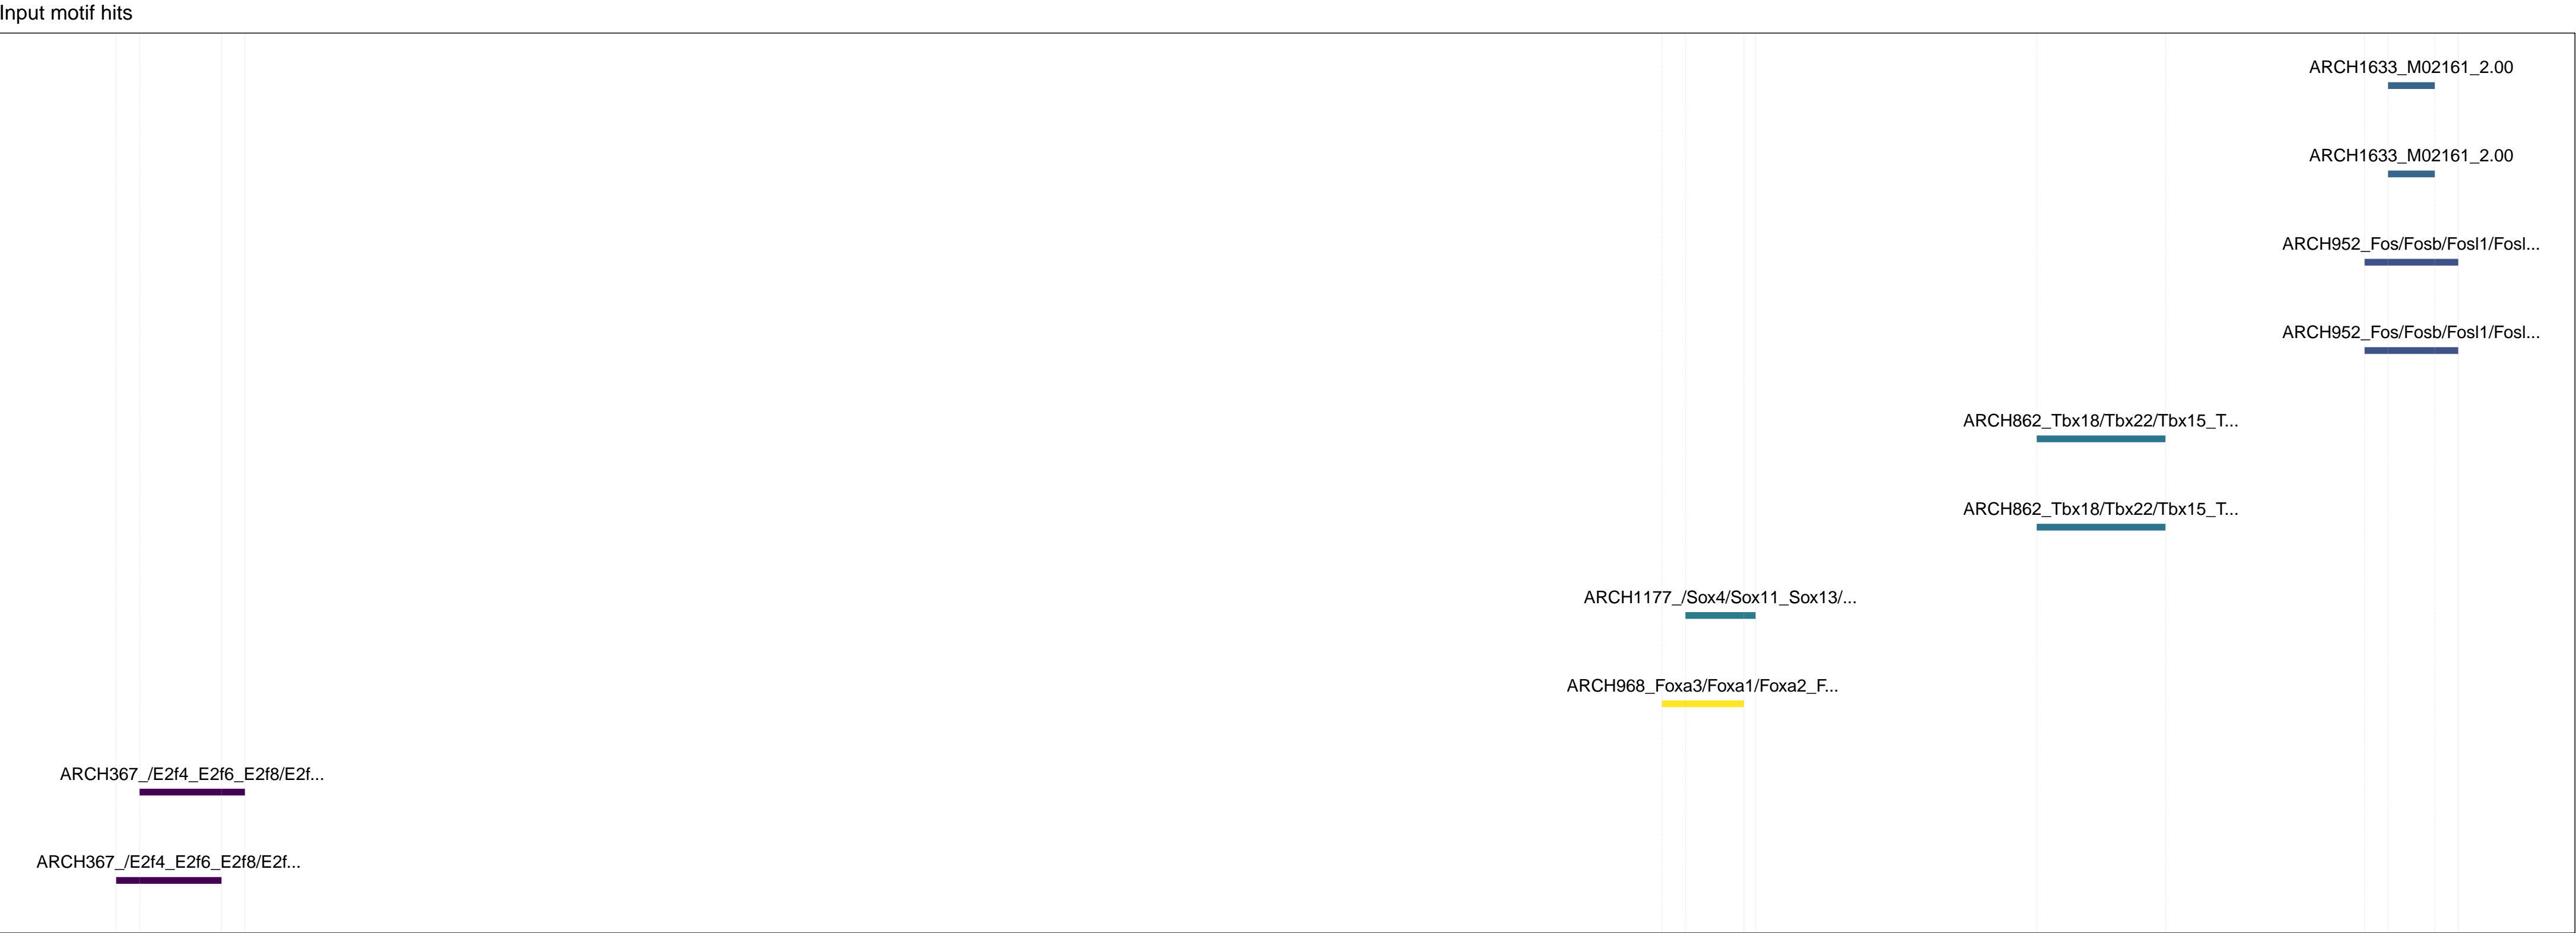 Input motif hits
ARCH1633_M02161_2.00
ARCH1633_M02161_2.00
ARCH952_Fos/Fosb/Fosl1/Fosl...
ARCH952_Fos/Fosb/Fosl1/Fosl...
ARCH862_Tbx18/Tbx22/Tbx15_T...
ARCH862_Tbx18/Tbx22/Tbx15_T...
ARCH1177_/Sox4/Sox11_Sox13/...
ARCH968_Foxa3/Foxa1/Foxa2_F...
ARCH367_/E2f4_E2f6_E2f8/E2f...
ARCH367_/E2f4_E2f6_E2f8/E2f...